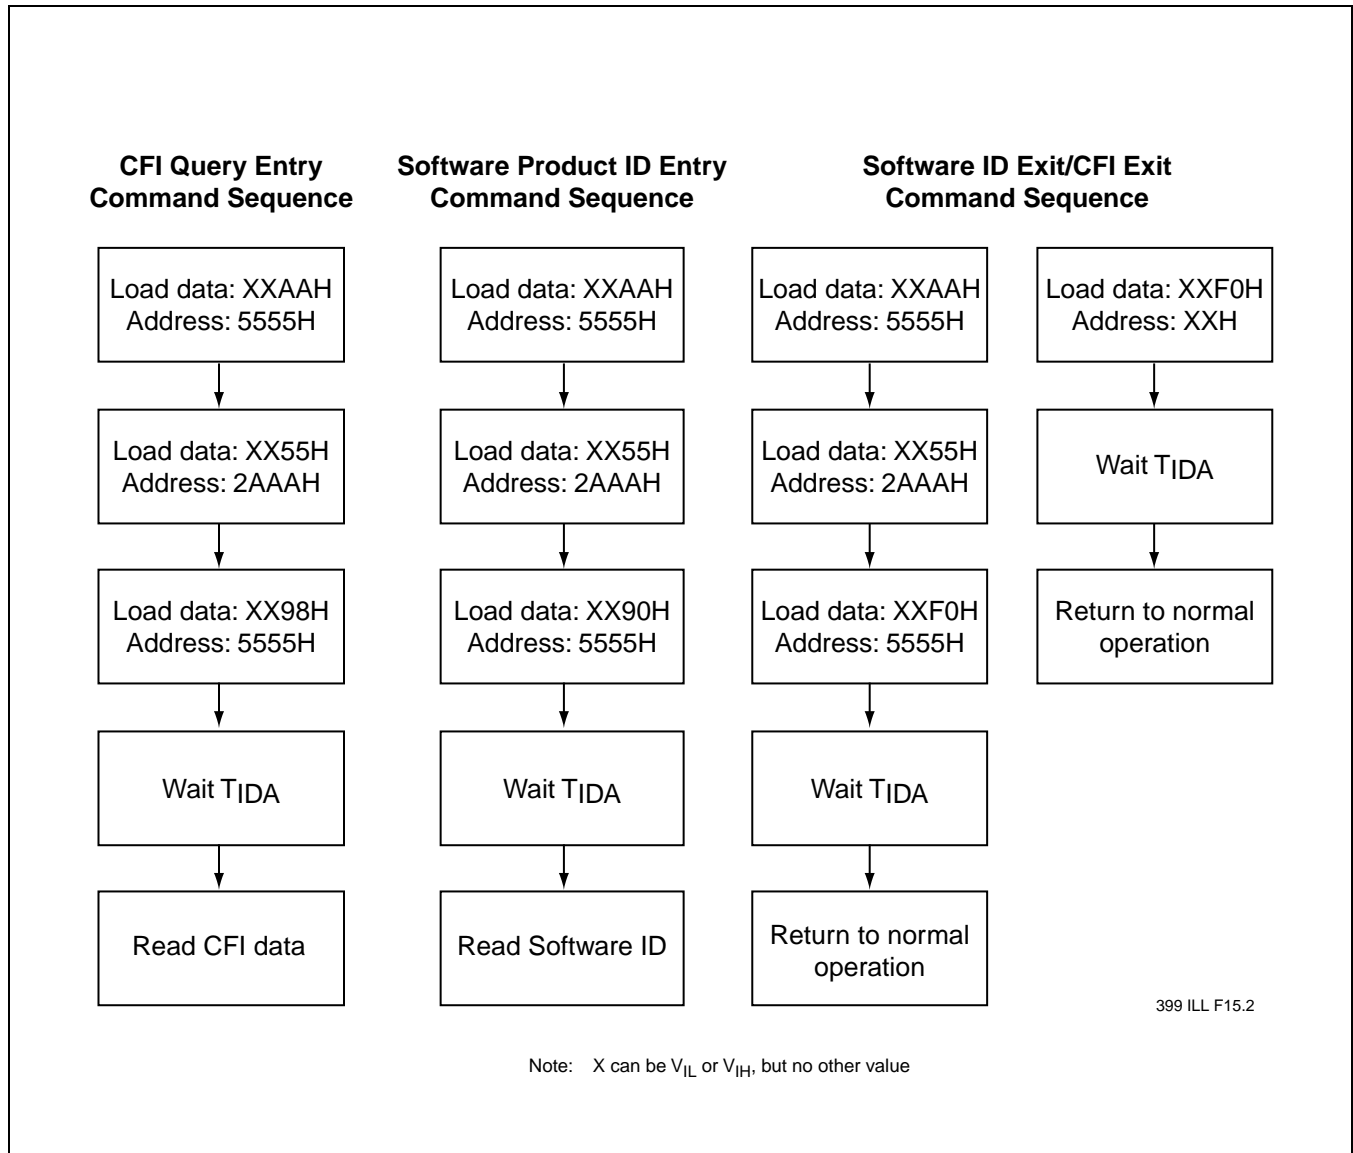 CFI Query Entry
Command Sequence
Load data: XXAAH
Address: 5555H
Load data: XX55H
Address: 2AAAH
Load data: XX98H
Address: 5555H
Wait TIDA
Read CFI data
Software Product ID Entry
Command Sequence
Load data: XXAAH
Address: 5555H
Load data: XX55H
Address: 2AAAH
Load data: XX90H
Address: 5555H
Wait TIDA
Read Software ID
Software ID Exit/CFI Exit
Command Sequence
Load data: XXAAH
Address: 5555H
Load data: XX55H
Address: 2AAAH
Load data: XXF0H
Address: 5555H
Wait TIDA
Return to normal
operation
Load data: XXF0H
Address: XXH
Wait TIDA
Return to normal
operation
399 ILL F15.2
Note: X can be VIL or VIH, but no other value